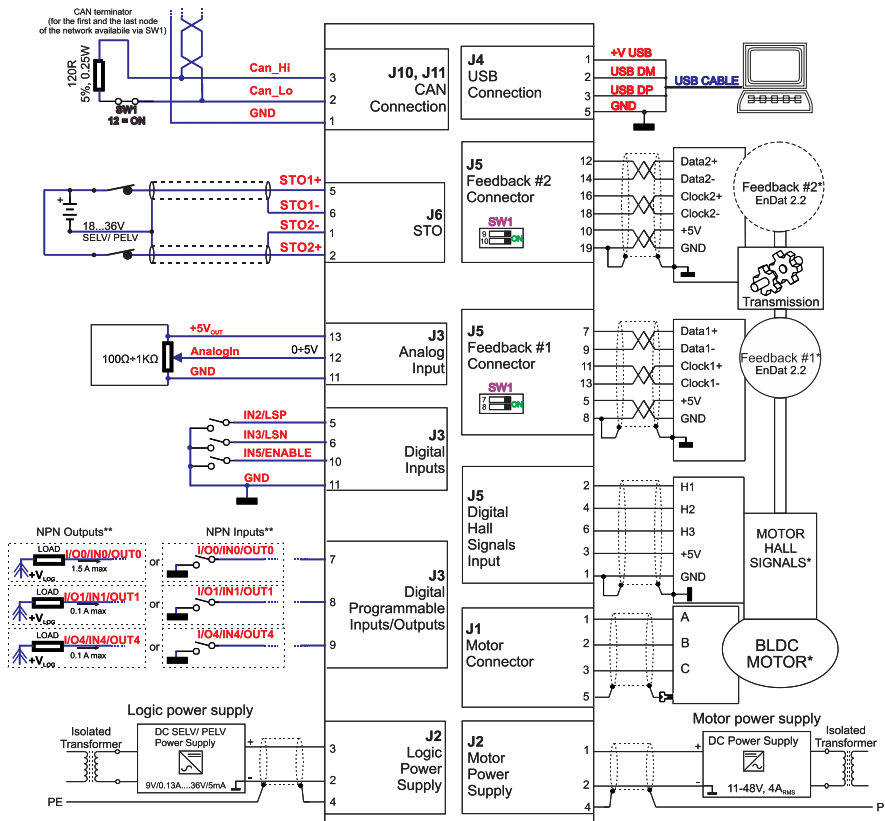 CAN terminator
(for the first and the last node
of the network availabile via SW1)
120R
5%, 0.25W
SW1
12 = ON
Can_Hi
Can_Lo
GND
3
2
1
J10, J11
CAN
Connection
J4
USB
Connection
1
2
3
5
+V USB
USB DM
USB DP
GND
USB CABLE
+
18...36V
SELV/ PELV
STO1+
STO1-
STO2-
STO2+
5
6
1
2
J6
STO
J5
Feedback #2
Connector
SW1
9
10
ON
12
14
16
18
10
19
Data2+
Data2-
Clock2+
Clock2-
+5V
GND
Feedback #2*
EnDat 2.2
Transmission
100Ω÷1KΩ
+5VOUT
AnalogIn
0÷5V
GND
13
12
11
J3
Analog
Input
J5
Feedback #1
Connector
SW1
7
8
ON
7
9
11
13
5
8
Data1+
Data1-
Clock1+
Clock1-
+5V
GND
Feedback #1*
EnDat 2.2
IN2/LSP
IN3/LSN
IN5/ENABLE
GND
5
6
10
11
J3
Digital
Inputs
J5
Digital
Hall
Signals
Input
2
4
6
3
1
H1
H2
H3
+5V
GND
MOTOR
HALL
SIGNALS*
NPN Outputs**
NPN Inputs**
LOAD
I/O0/IN0/OUT0
1.5 A max
+VLOG
or
I/O0/IN0/OUT0
7
LOAD
I/O1/IN1/OUT1
0.1 A max
+VLOG
or
I/O1/IN1/OUT1
8
LOAD
I/O4/IN4/OUT4
0.1 A max
+VLOG
or
I/O4/IN4/OUT4
9
J3
Digital
Programmable
Inputs/Outputs
J1
Motor
Connector
1
2
3
5
A
B
C
BLDC
MOTOR*
Logic power supply
Isolated
Transformer
DC SELV/ PELV
Power Supply
9V/0.13A....36V/5mA
+
-
PE
3
2
4
J2
Logic
Power
Supply
J2
Motor
Power
Supply
1
2
4
Motor power supply
+
-
DC Power Supply
11-48V, 4ARMS
Isolated
Transformer
P